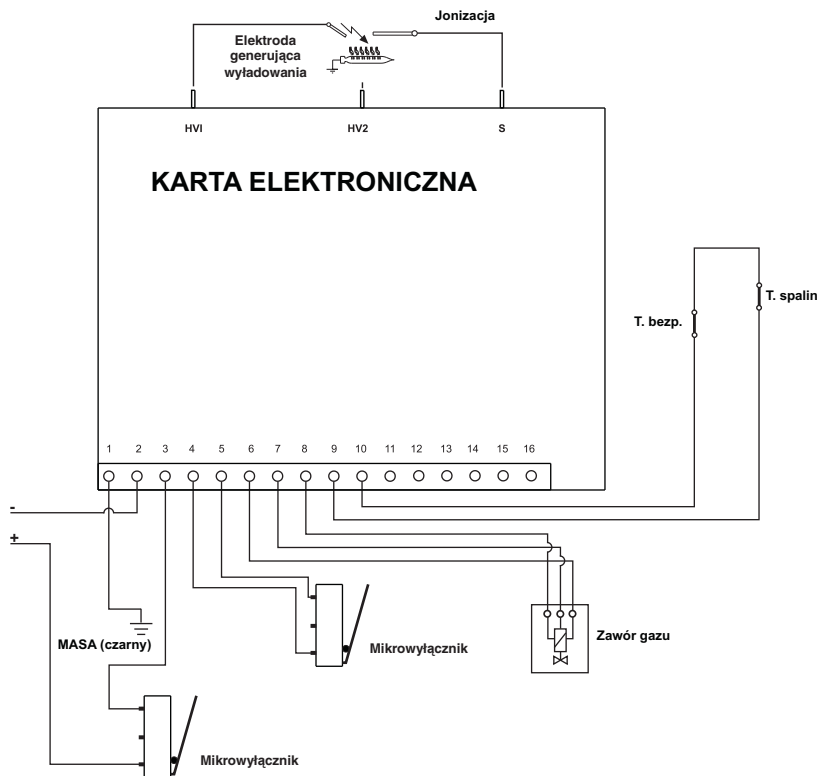 Jonizacja
Elektroda
generująca
wyładowania
HVI
HV2
S
KARTA ELEKTRONICZNA
T. spalin
T. bezp.
1 2 3 4 5 6 7 8 9 10 11 12 13 14 15 16
-
+
MASA (czarny)
Mikrowyłącznik
Zawór gazu
Mikrowyłącznik